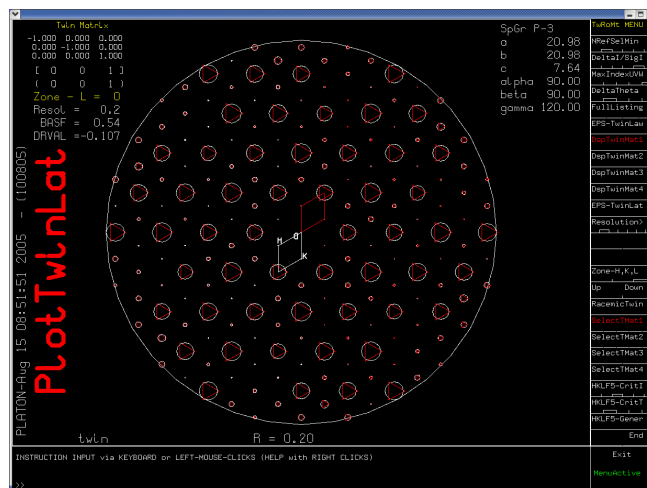 Twin Matrix
-1.000 0.000 0.000
0.000 -1.000 0.000
0.000 0.000 1.000
[ 0 0 1 ]
( 0 0 1 )
Zone - L = 0
Resol = 0.2
BASF = 0.54
DRVAL =-0.107
SpGr P-3
a 20.98
b 20.98
c 7.64
alpha 90.00
beta 90.00
gamma 120.00
PLATON-Aug 15 08:51:51 2005 - (100805)
PlotTwinLat
H
O
K
twin R = 0.20
TwRoMt MENU
NRefSelMin
DeltaI/SigI
MaxIndexUVW
DeltaTheta
FullListing
EPS-TwinLaw
DspTwinMat1
DspTwinMat2
DspTwinMat3
DspTwinMat4
EPS-TwinLat
Resolution>
Zone-H,K,L
Up Down
RacemicTwin
SelectTMat1
SelectTMat2
SelectTMat3
SelectTMat4
HKLF5-CritI
HKLF5-CritT
HKLF5-Gener
End
Exit
MenuActive
INSTRUCTION INPUT via KEYBOARD or LEFT-MOUSE-CLICKS (HELP with RIGHT CLICKS)
>>